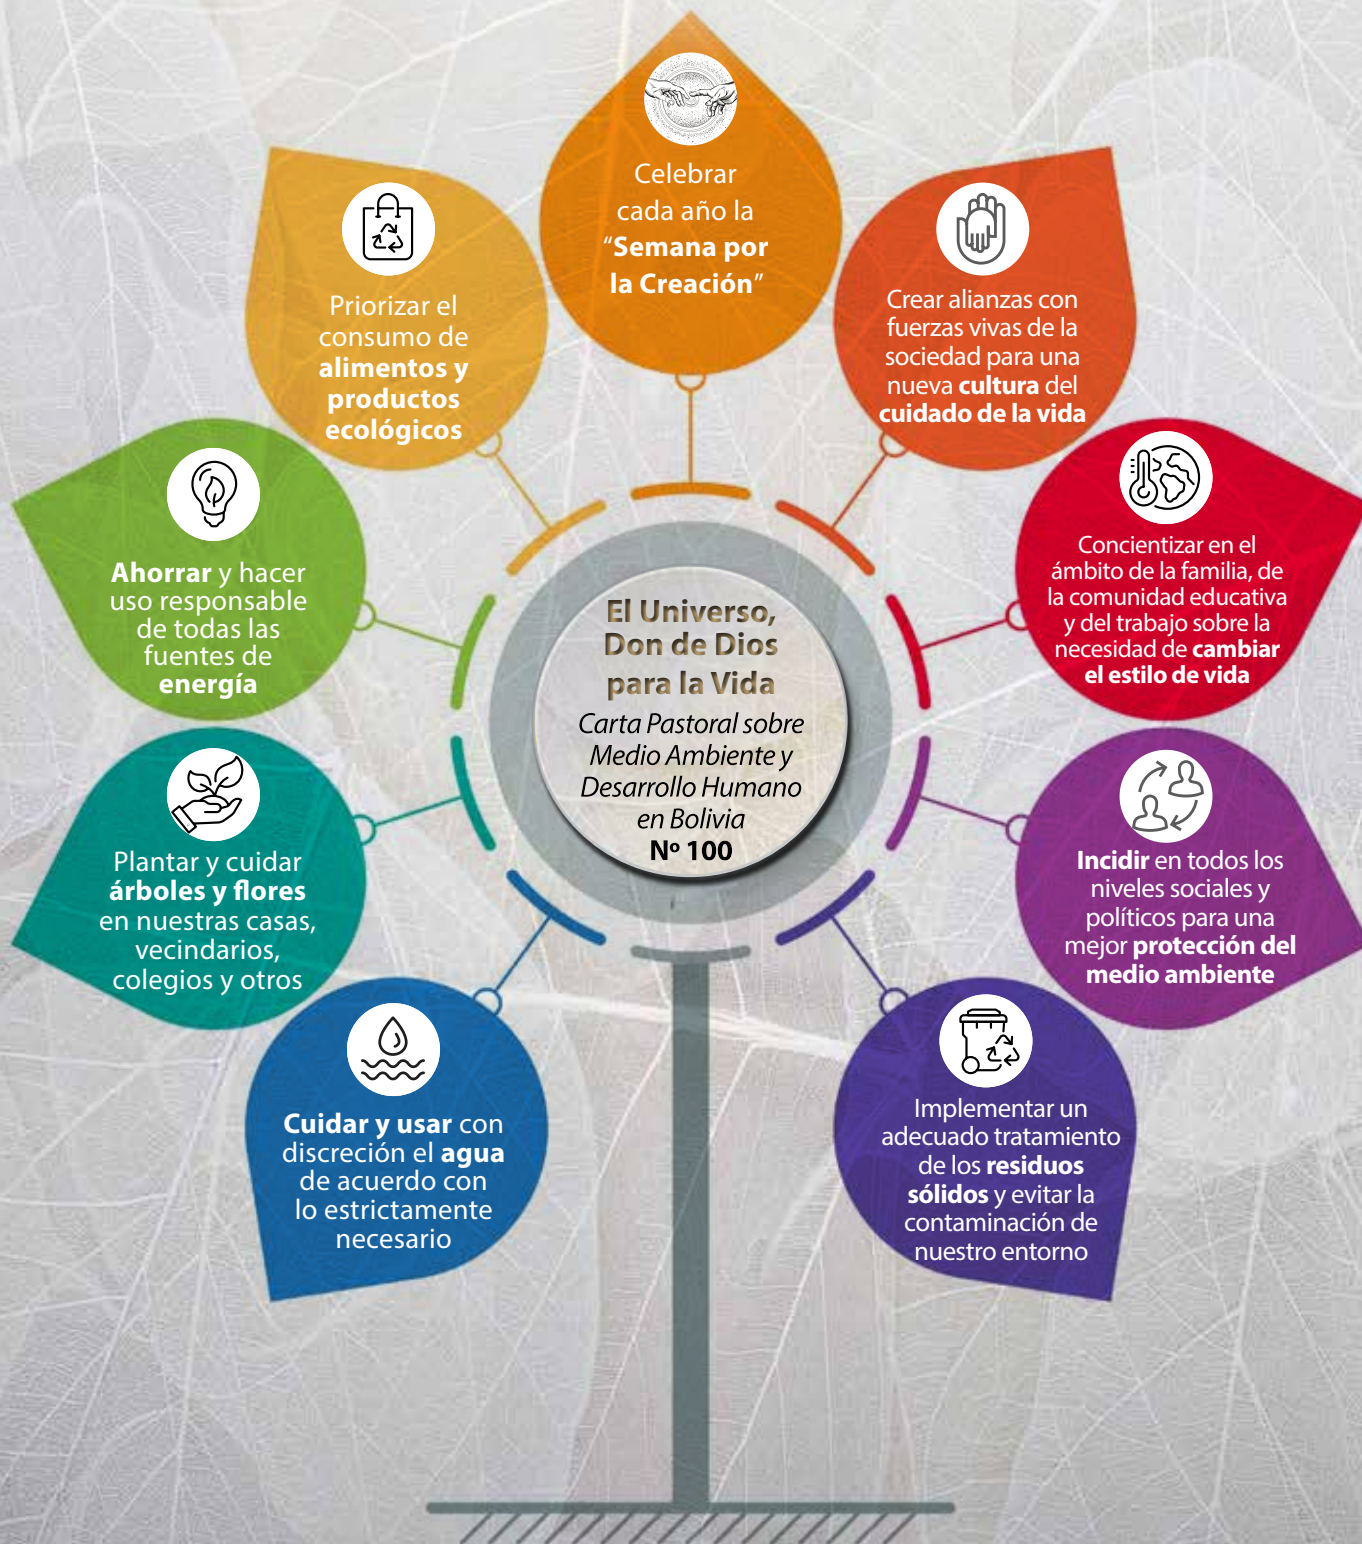 Celebrar
cada año la
“Semana por
la Creación”
Priorizar el
consumo de
alimentos y
productos
ecológicos
Crear alianzas con
fuerzas vivas de la
sociedad para una
nueva cultura del
cuidado de la vida
Ahorrar y hacer
uso responsable
de todas las
fuentes de
energía
Concientizar en el
ámbito de la familia, de
la comunidad educativa
y del trabajo sobre la
necesidad de cambiar
el estilo de vida
El Universo,
Don de Dios
para la Vida
Carta Pastoral sobre
Medio Ambiente y
Desarrollo Humano
en Bolivia
Nº 100
Plantar y cuidar
árboles y flores
en nuestras casas,
vecindarios,
colegios y otros
Incidir en todos los
niveles sociales y
políticos para una
mejor protección del
medio ambiente
Cuidar y usar con
discreción el agua
de acuerdo con
lo estrictamente
necesario
Implementar un
adecuado tratamiento
de los residuos
sólidos y evitar la
contaminación de
nuestro entorno